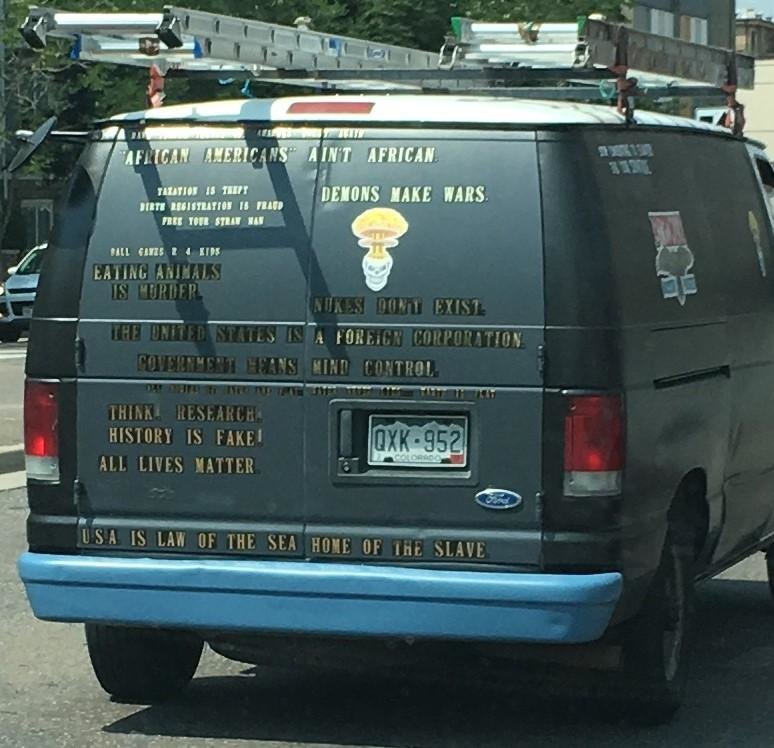 "AFRICAN AMERICANS" AIN'T AFRICAN.
TAXATION IS THEFT
BIRTH REGISTRATION IS FRAUD
FREE YOUR STRAW MAN
DEMONS MAKE WARS.
BALL GAMES R 4 KIDS
EATING ANIMALS
IS MURDER.
NUKES DON'T EXIST.
THE UNITED STATES IS A FOREIGN CORPORATION.
GOVERNMENT MEANS MIND CONTROL.
THINK! RESEARCH!
HISTORY IS FAKE!
ALL LIVES MATTER.
QXK-952
COLORADO
Ford
U.S.A. IS LAW OF THE SEA HOME OF THE SLAVE.